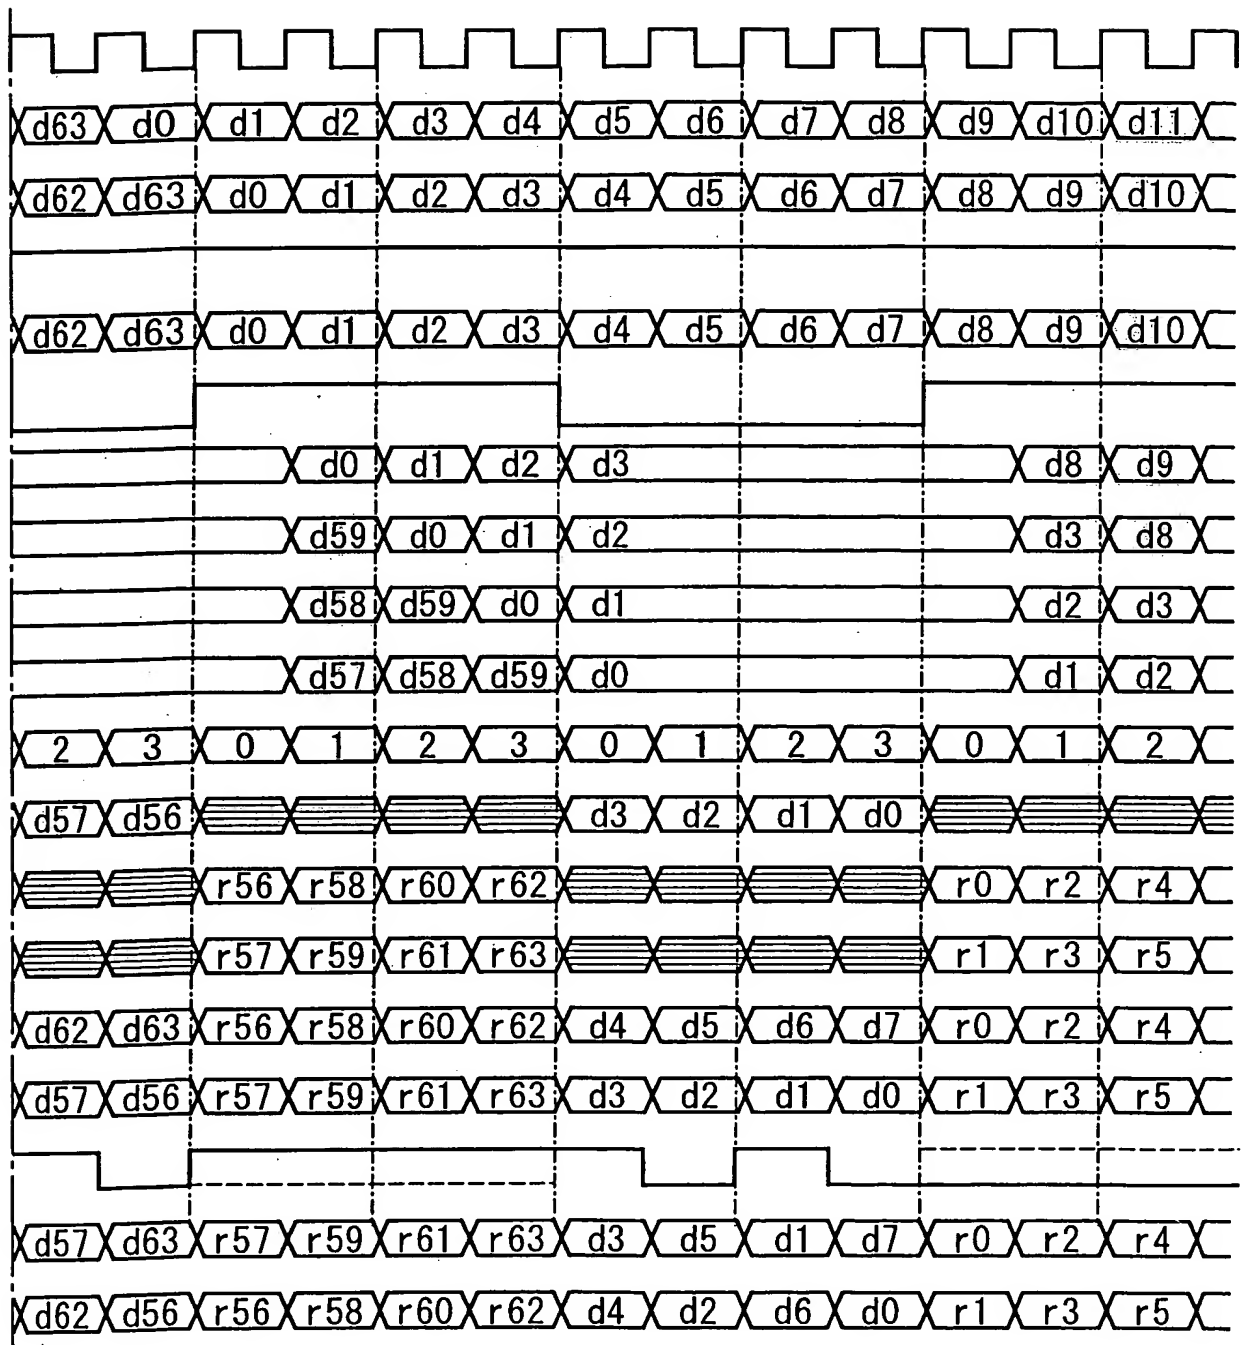 d63 d0 d1 d2 d3 d4 d5 d6 d7 d8 d9 d10 d11
d62 d63 d0 d1 d2 d3 d4 d5 d6 d7 d8 d9 d10
d62 d63 d0 d1 d2 d3 d4 d5 d6 d7 d8 d9 d10
d0 d1 d2 d3 d8 d9
d59 d0 d1 d2 d3 d8
d58 d59 d0 d1 d2 d3
d57 d58 d59 d0 d1 d2
2 3 0 1 2 3 0 1 2 3 0 1 2
d57 d56 d3 d2 d1 d0
r56 r58 r60 r62 r0 r2 r4
r57 r59 r61 r63 r1 r3 r5
d62 d63 r56 r58 r60 r62 d4 d5 d6 d7 r0 r2 r4
d57 d56 r57 r59 r61 r63 d3 d2 d1 d0 r1 r3 r5
d57 d63 r57 r59 r61 r63 d3 d5 d1 d7 r0 r2 r4
d62 d56 r56 r58 r60 r62 d4 d2 d6 d0 r1 r3 r5